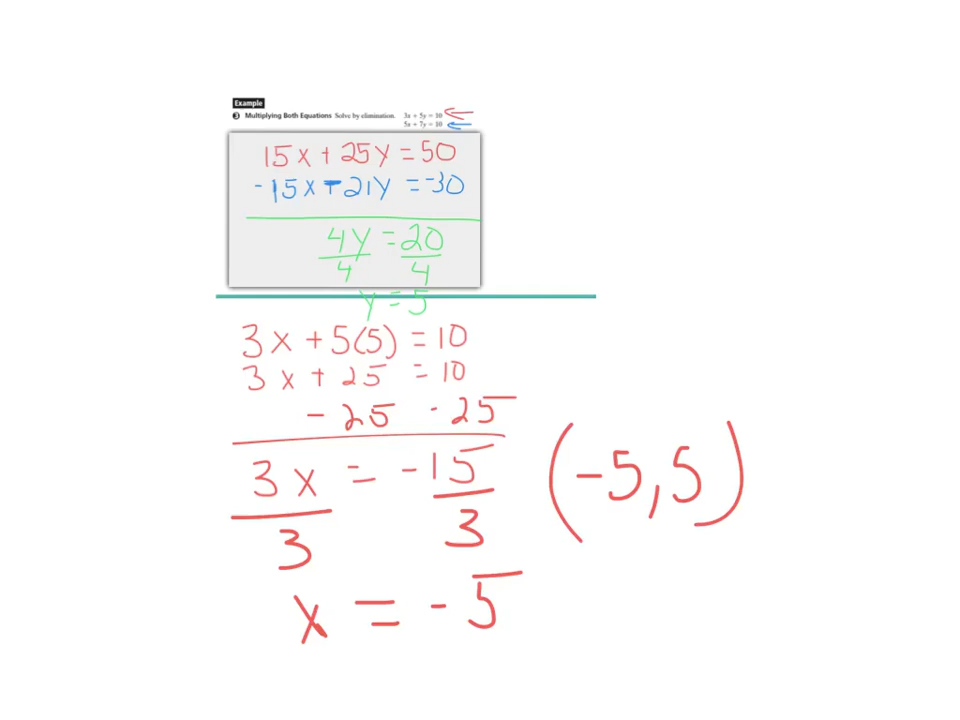 Example
3 Multiplying Both Equations Solve by elimination. 3x + 5y = 10
5x + 7y = 10
15x + 25y = 50
-15x - 21y = -30
4y = 20
4 4
y = 5
3x + 5(5) = 10
3x + 25 = 10
- 25 - 25
3x = -15
3 3
(-5, 5)
x = -5